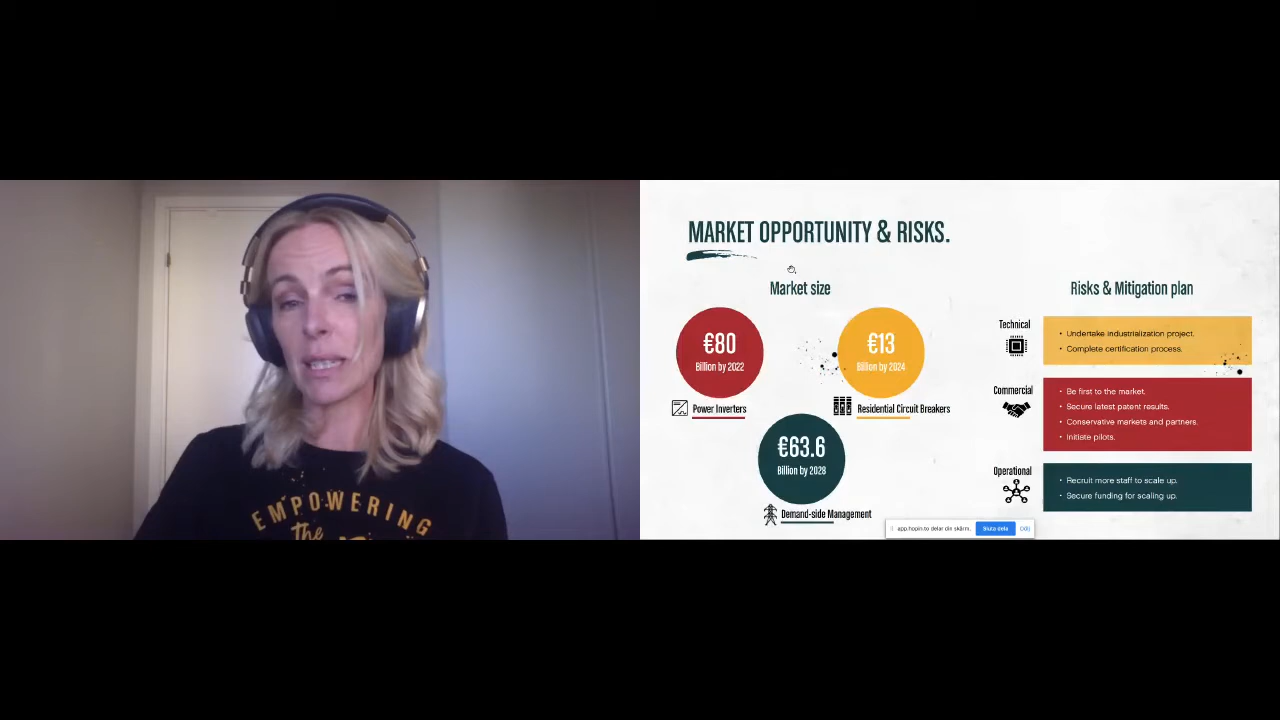 EMPOWERING
the
MARKET OPPORTUNITY & RISKS.
Market size
€80
Billion by 2022
Power Inverters
€13
Billion by 2024
Residential Circuit Breakers
€63.6
Billion by 2028
Demand-side Management
Risks & Mitigation plan
Technical
• Undertake industrialization project.
• Complete certification process.
Commercial
• Be first to the market.
• Secure latest patent results.
• Conservative markets and partners.
• Initiate pilots.
Operational
• Recruit more staff to scale up.
• Secure funding for scaling up.
app.hopin.to delar din skärm.
Sluta dela
Dölj